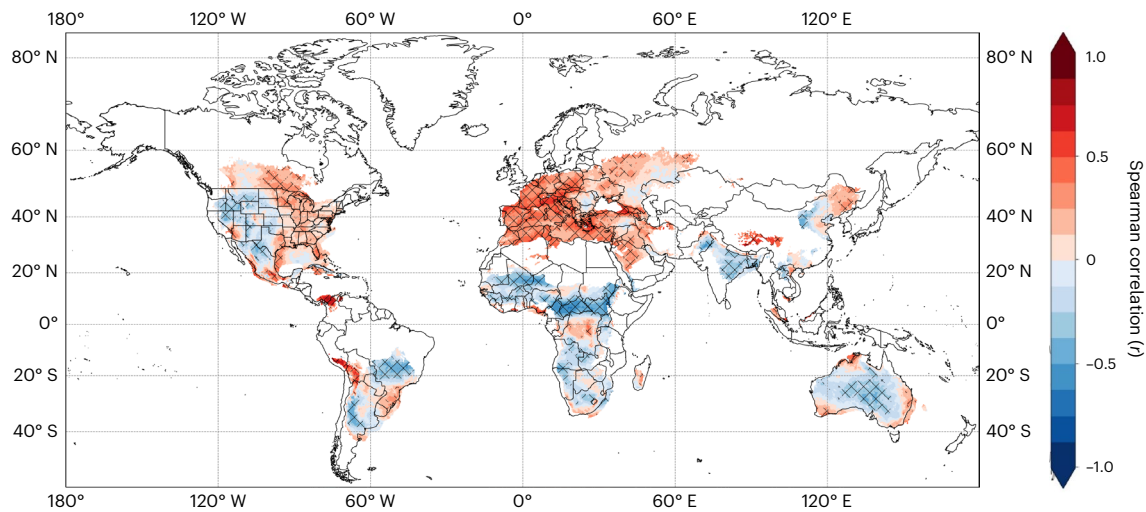 180° 120° W 60° W 0° 60° E 120° E
80° N 80° N 1.0
60° N 60° N
0.5
40° N 40° N
20° N 20° N 0
0° 0°
20° S 20° S –0.5
40° S 40° S
–1.0
Spearman correlation (r)
180° 120° W 60° W 0° 60° E 120° E